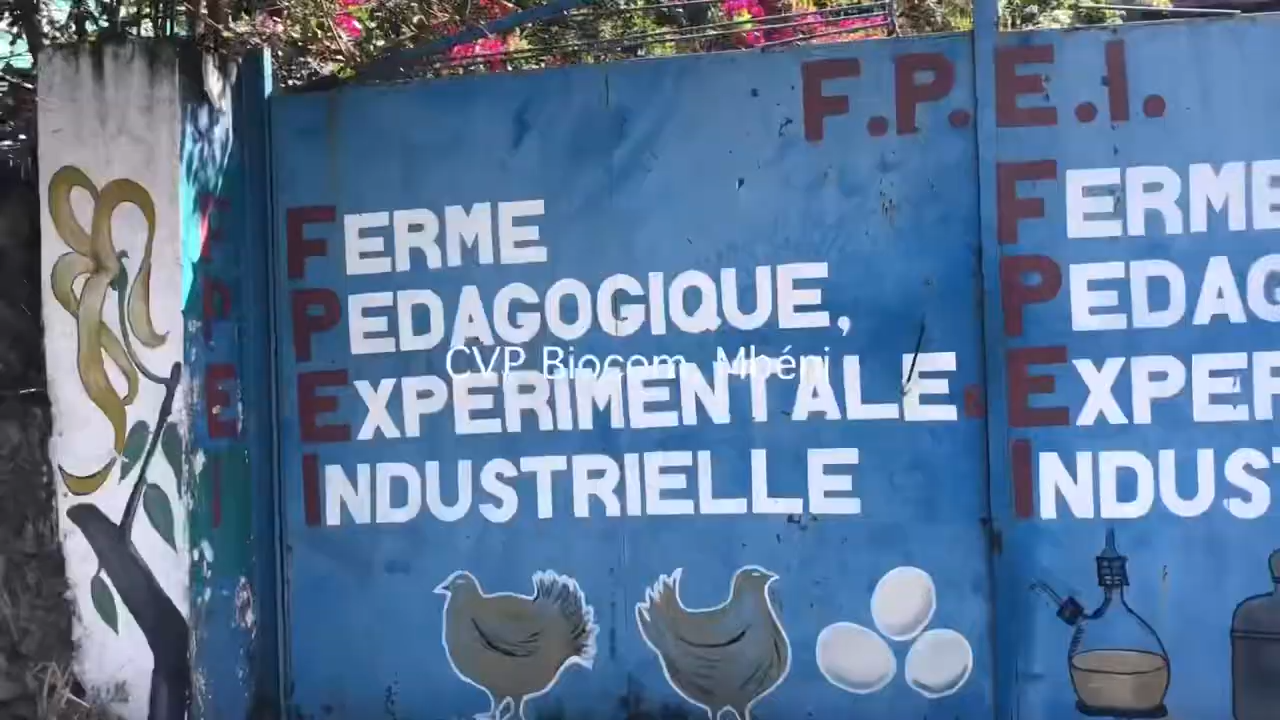 F.P.E.I.
FERME
PEDAGOGIQUE,
EXPERIMENTALE.
INDUSTRIELLE
FERME
PEDAG
EXPER
INDUST
F
P
E
I
CVP Biocom, Mbéni